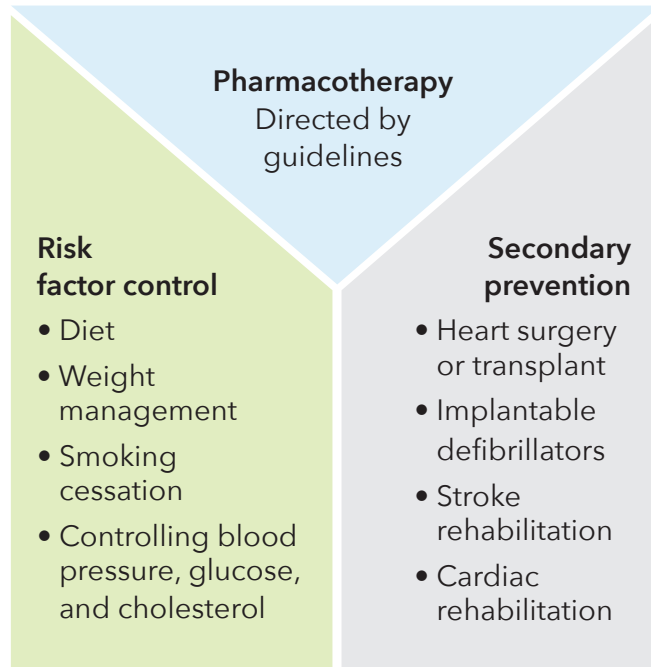 Pharmacotherapy
Directed by
guidelines
Risk
factor control
• Diet
• Weight
management
• Smoking
cessation
• Controlling blood
pressure, glucose,
and cholesterol
Secondary
prevention
• Heart surgery
or transplant
• Implantable
defibrillators
• Stroke
rehabilitation
• Cardiac
rehabilitation